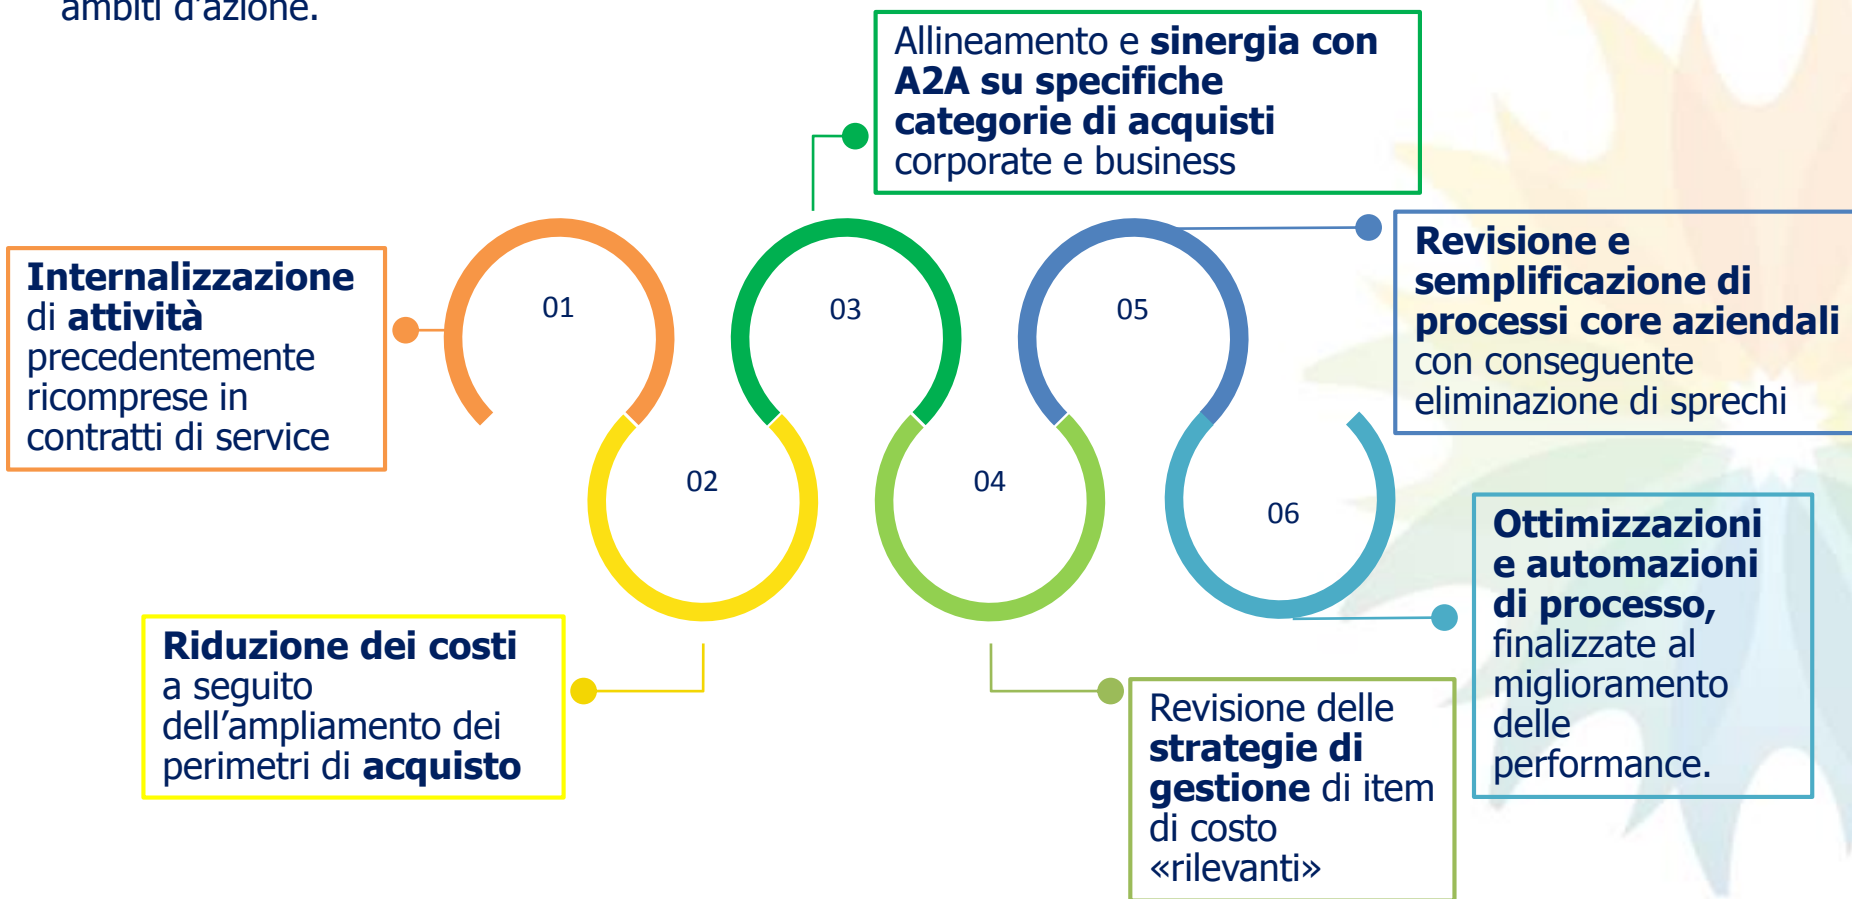 ambiti d’azione.
Allineamento e sinergia con
A2A su specifiche
categorie di acquisti
corporate e business
Internalizzazione
di attività
precedentemente
ricomprese in
contratti di service
01
03
05
Revisione e
semplificazione di
processi core aziendali
con conseguente
eliminazione di sprechi
02
04
06
Riduzione dei costi
a seguito
dell’ampliamento dei
perimetri di acquisto
Revisione delle
strategie di
gestione di item
di costo
«rilevanti»
Ottimizzazioni
e automazioni
di processo,
finalizzate al
miglioramento
delle
performance.